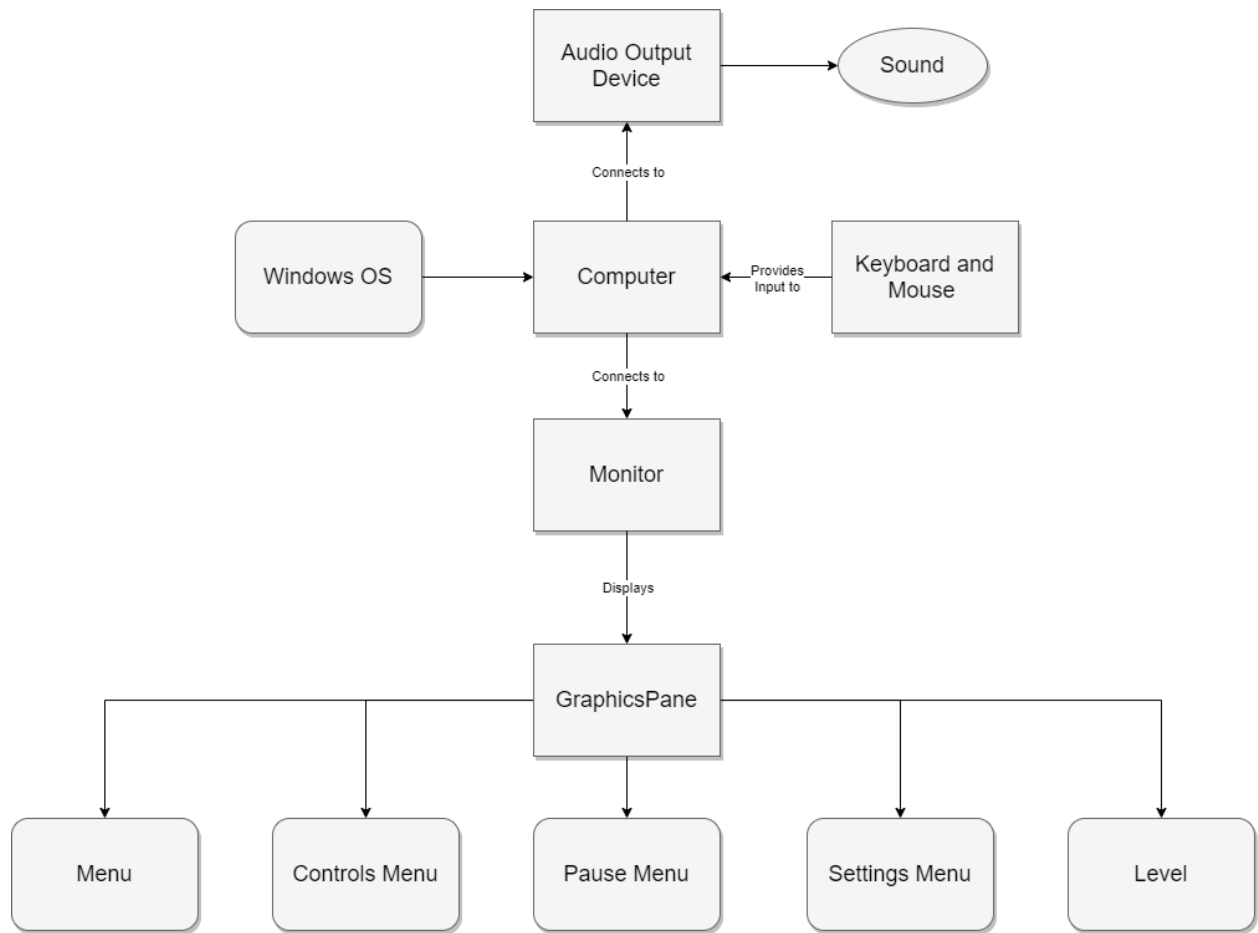 Audio Output
Device
Sound
Connects to
Windows OS
Computer
Provides
Input to
Keyboard and
Mouse
Connects to
Monitor
Displays
GraphicsPane
Menu
Controls Menu
Pause Menu
Settings Menu
Level